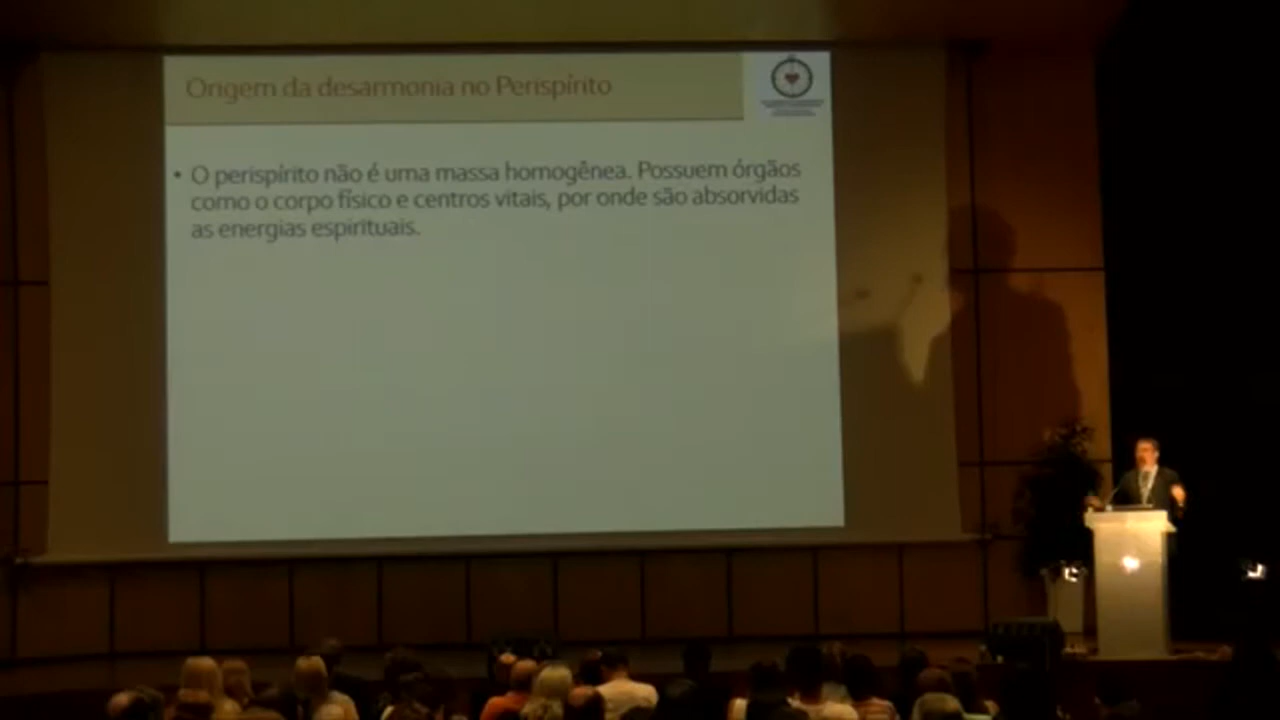 Origem da desarmonia no Perispírito
• O perispírito não é uma massa homogênea. Possuem órgãos
como o corpo físico e centros vitais, por onde são absorvidas
as energias espirituais.